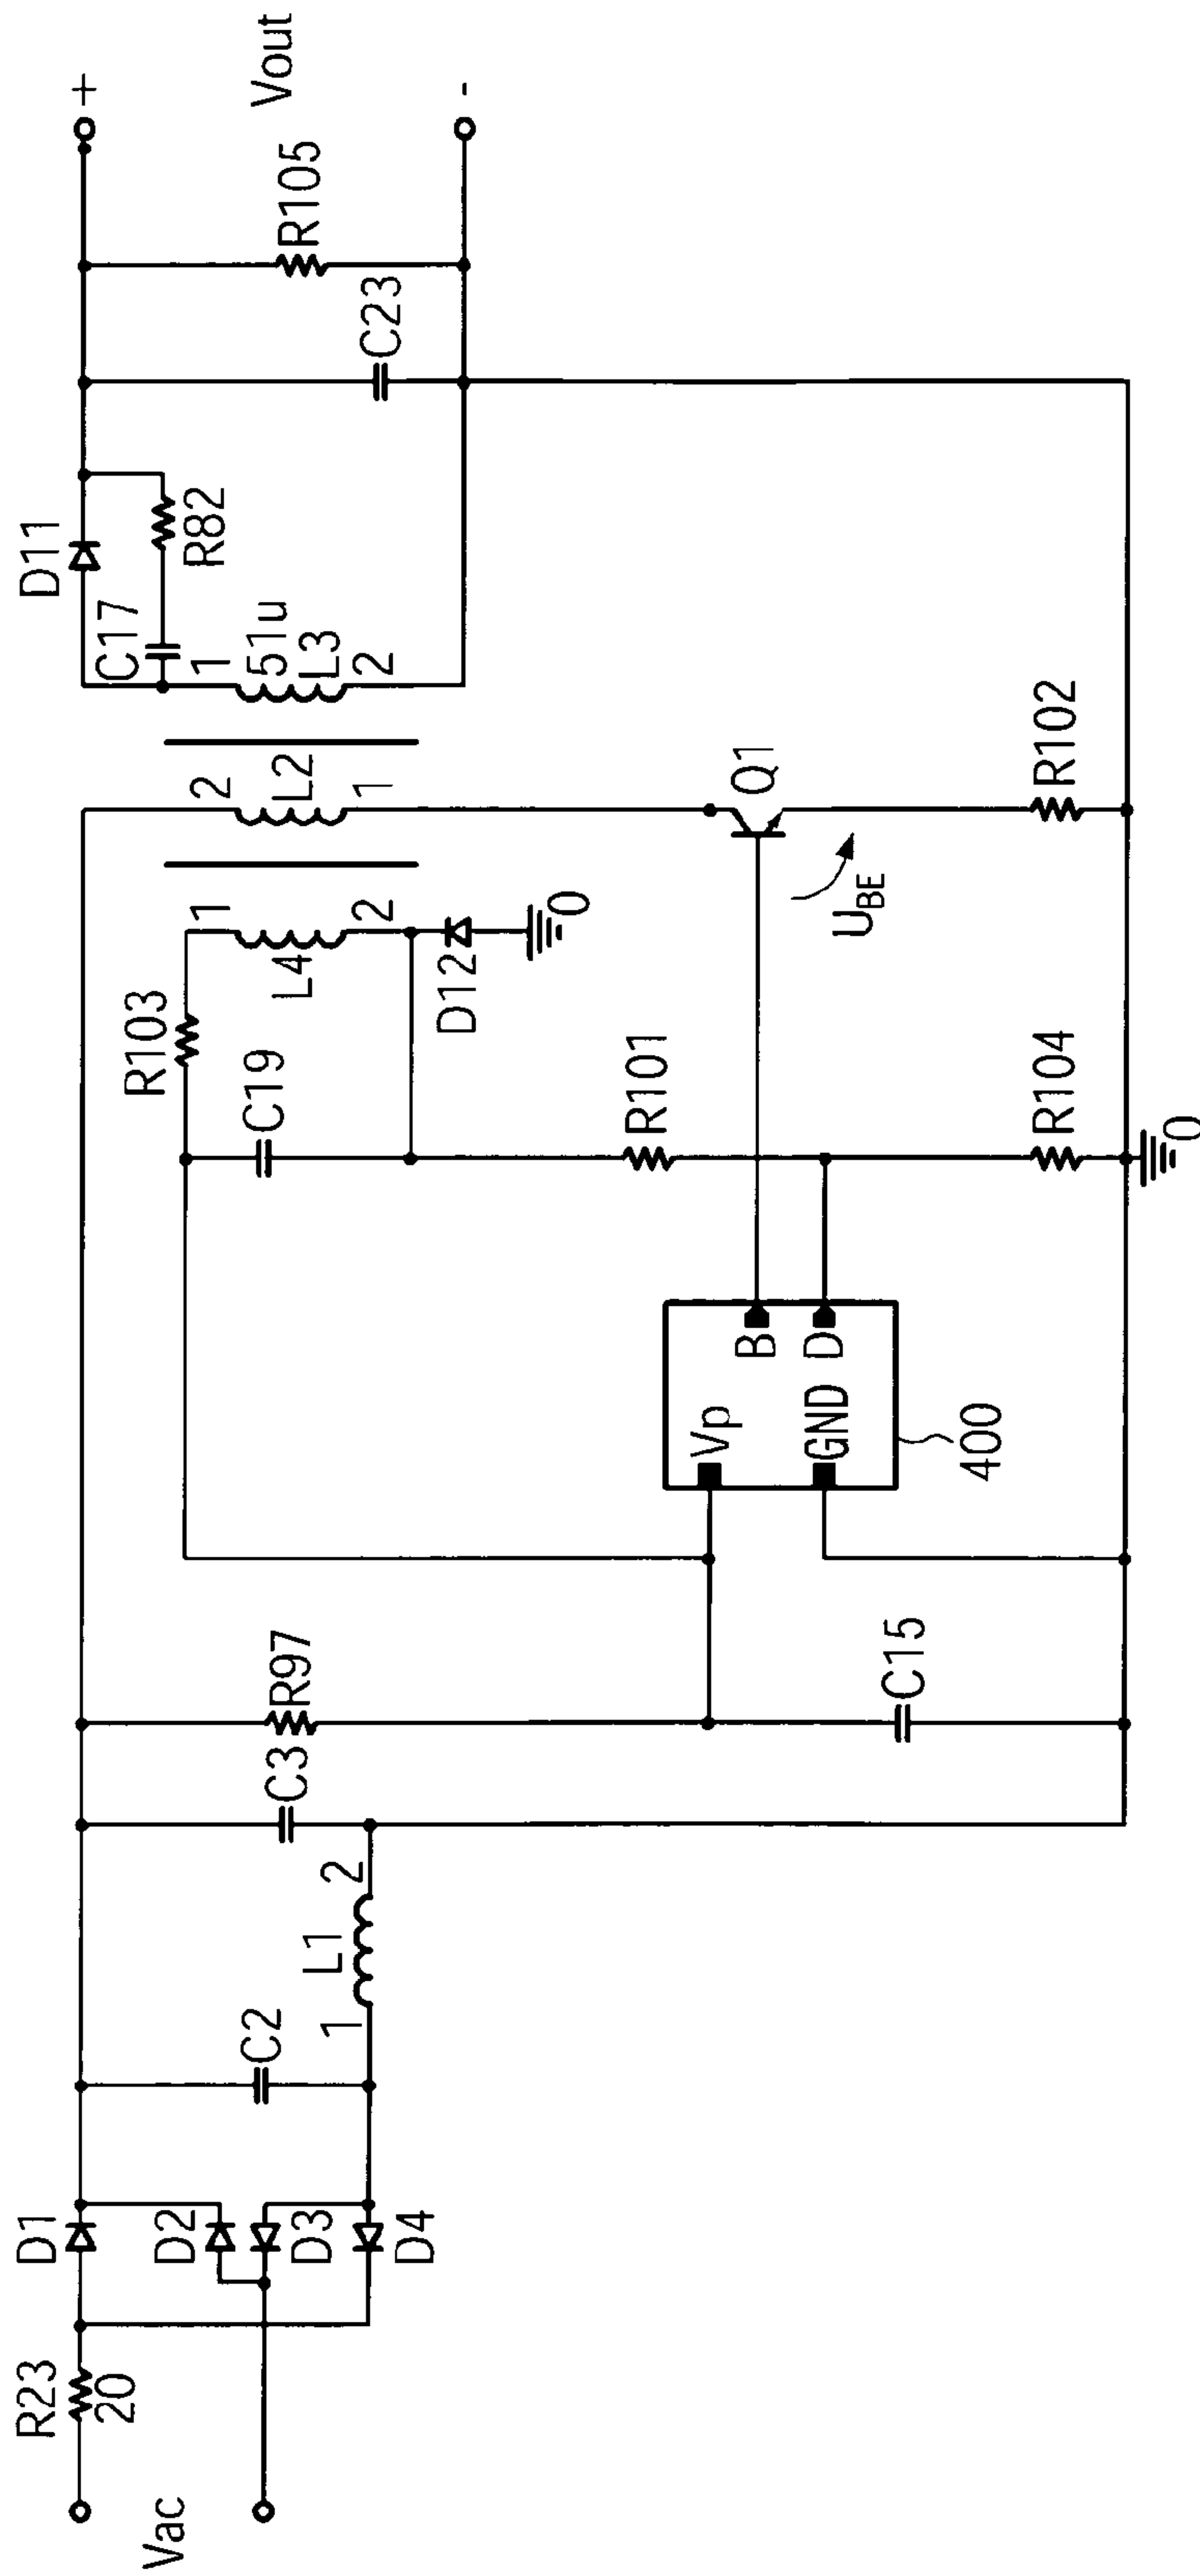 Vac
R23
20
D1
D2
D3
D4
C2
L1
1
2
C3
R97
C15
Vp
GND
B
D
400
R103
C19
R101
R104
0
L4
1
2
D12
0
2
L2
1
Q1
UBE
R102
D11
C17
R82
1
51u
L3
2
C23
R105
+
Vout
-